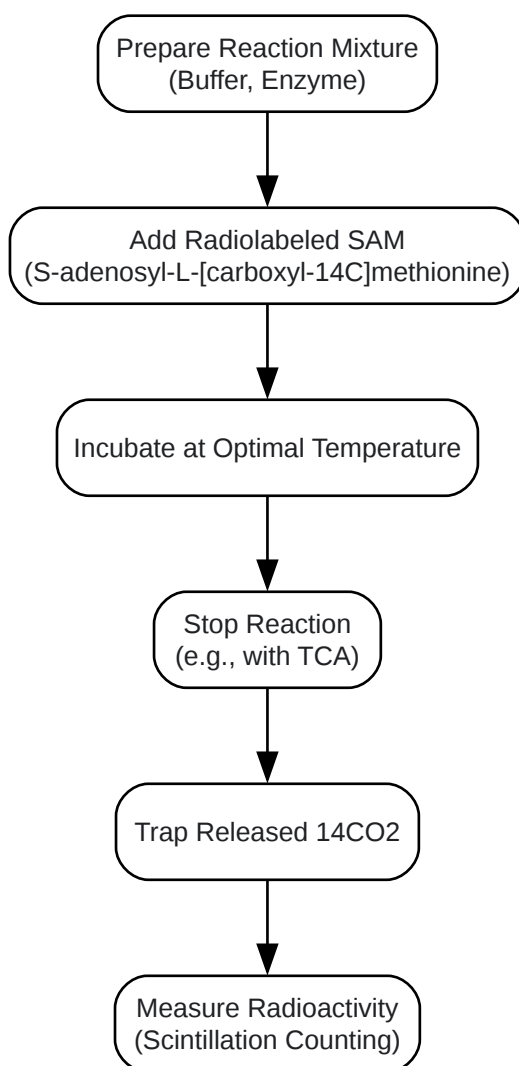 Prepare Reaction Mixture
(Buffer, Enzyme)
Add Radiolabeled SAM
(S-adenosyl-L-[carboxyl-14C]methionine)
Incubate at Optimal Temperature
Stop Reaction
(e.g., with TCA)
Trap Released 14CO2
Measure Radioactivity
(Scintillation Counting)